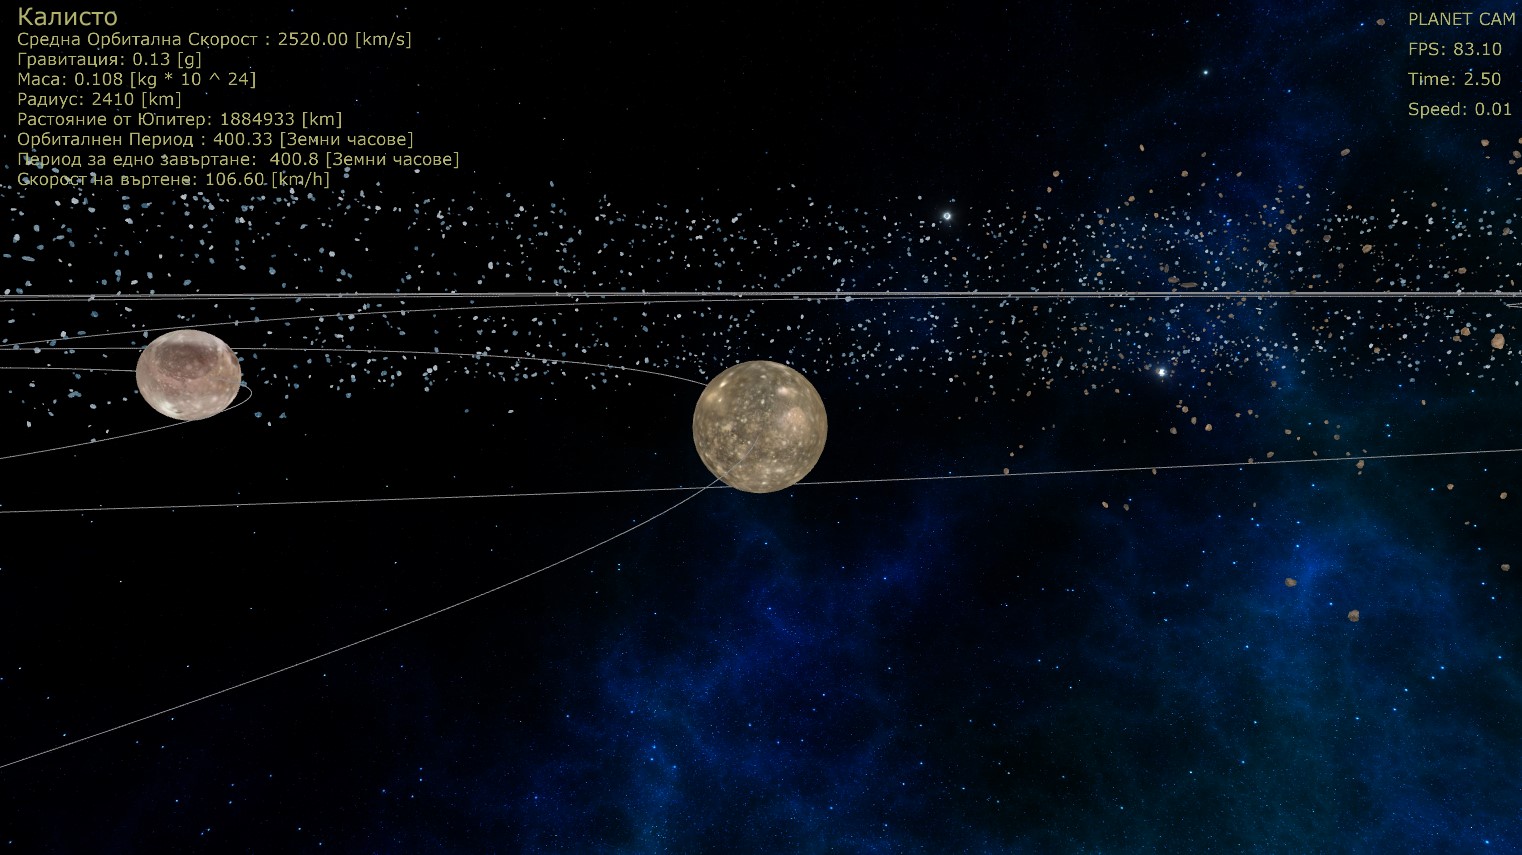 Калисто
Средна Орбитална Скорост : 2520.00 [km/s]
Гравитация: 0.13 [g]
Маса: 0.108 [kg * 10 ^ 24]
Радиус: 2410 [km]
Растояние от Юпитер: 1884933 [km]
Орбиталнен Период : 400.33 [Земни часове]
Период за едно завъртане:  400.8 [Земни часове]
Скорост на въртене: 106.60 [km/h]
PLANET CAM
FPS: 83.10
Time: 2.50
Speed: 0.01